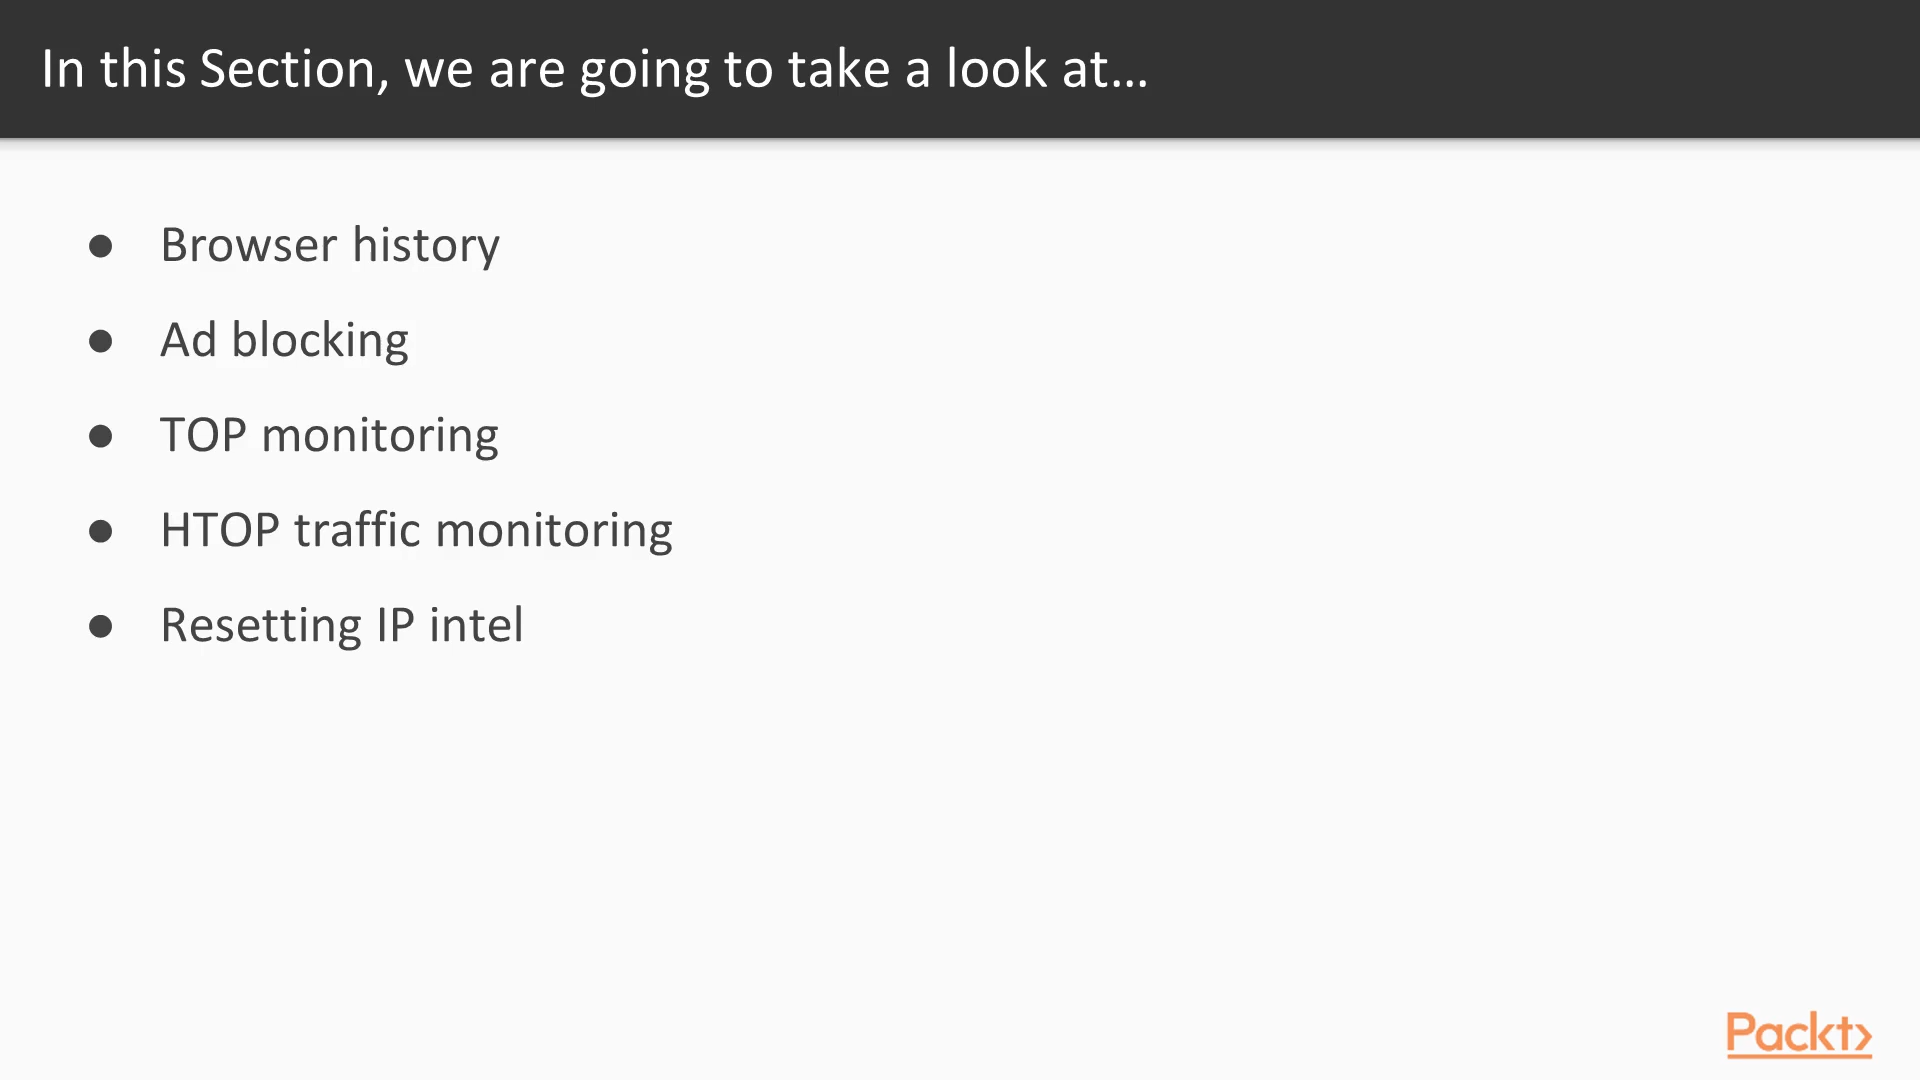 In this Section, we are going to take a look at...
● Browser history
● Ad blocking
● TOP monitoring
● HTOP traffic monitoring
● Resetting IP intel
Packt>